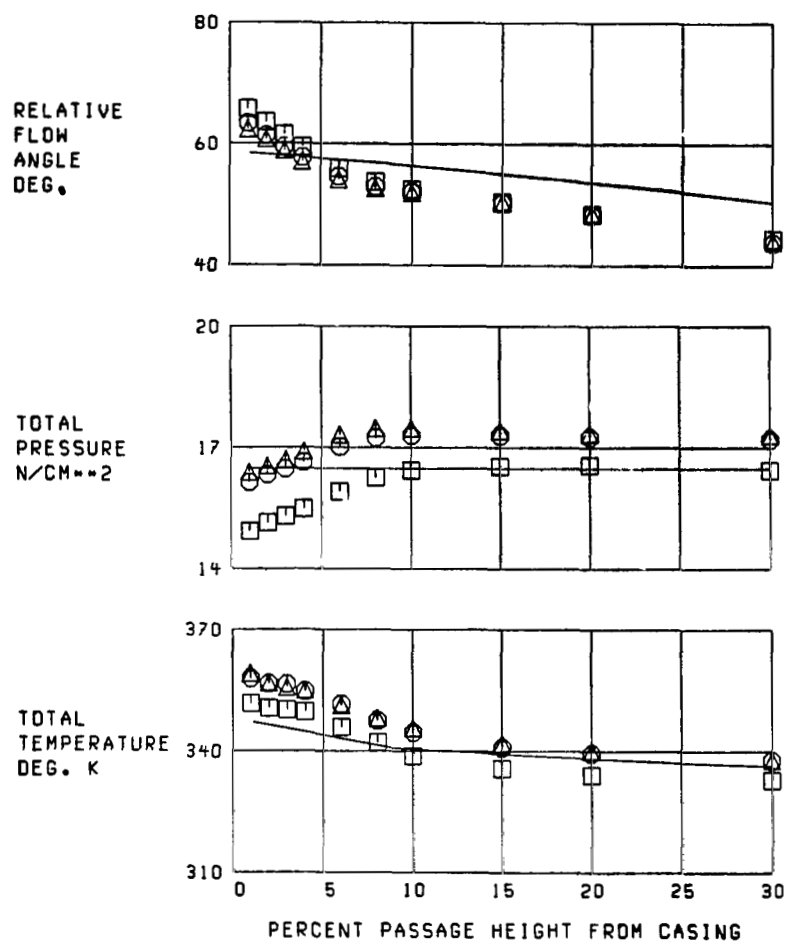 80
RELATIVE
FLOW
ANGLE
DEG.
60
40
20
TOTAL
PRESSURE
N/CM**2
17
14
370
TOTAL
TEMPERATURE
DEG. K
340
310
0 5 10 15 20 25 30
PERCENT PASSAGE HEIGHT FROM CASING